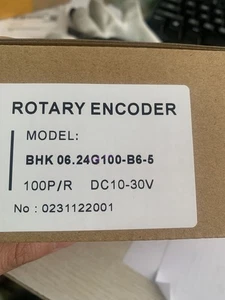 ROTARY ENCODER
MODEL:
BHK 06.24G100-B6-5
100P/R DC10-30V
No : 0231122001